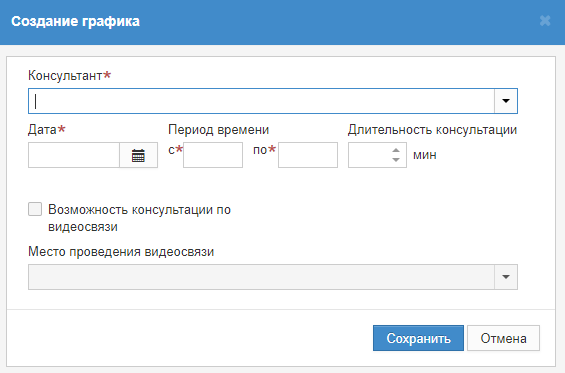 Создание графика
Консультант*
Дата* Период времени Длительность консультации
с* по* мин
Возможность консультации по
видеосвязи
Место проведения видеосвязи
Сохранить Отмена